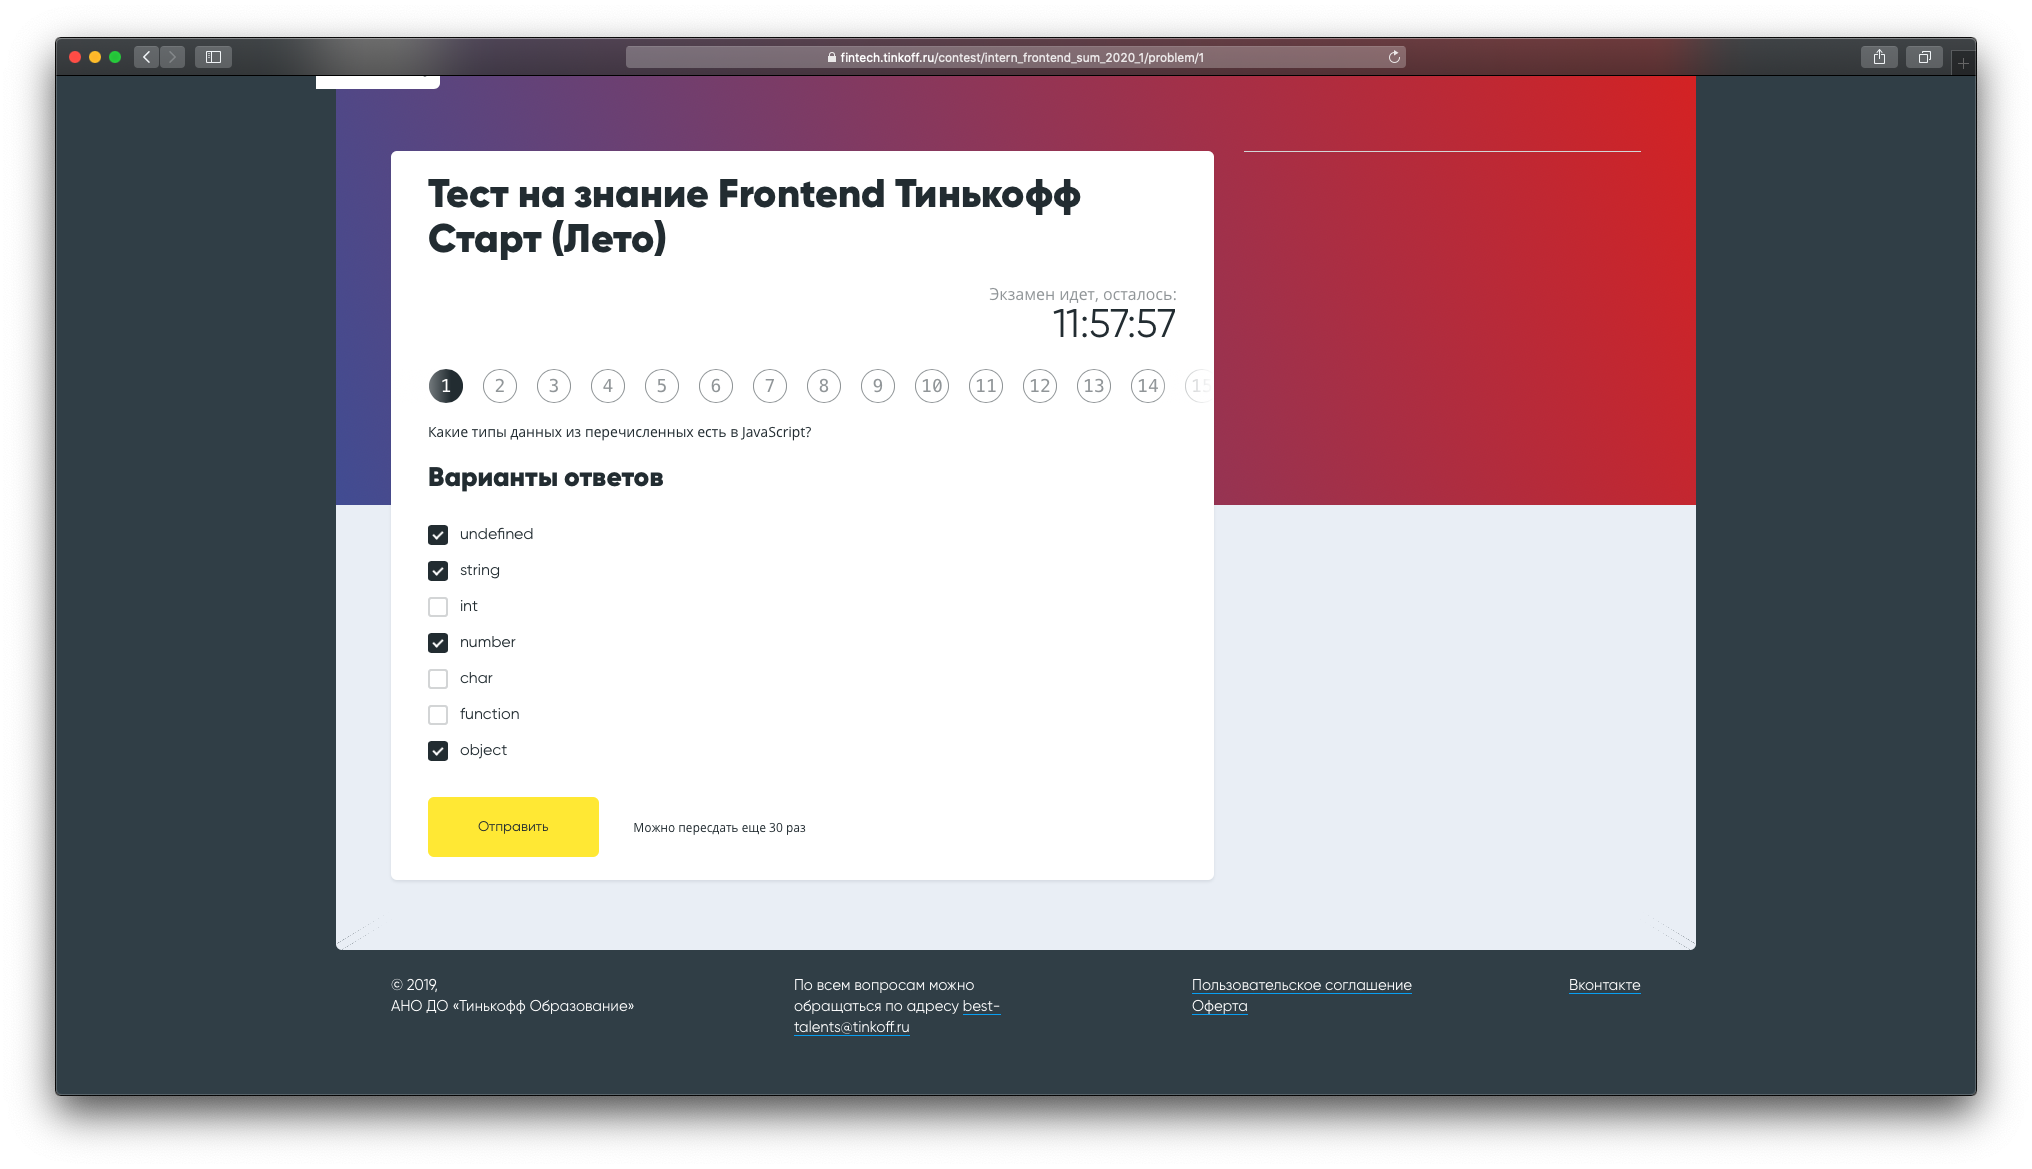 fintech.tinkoff.ru/contest/intern_frontend_sum_2020_1/problem/1
Тест на знание Frontend Тинькофф
Старт (Лето)
Экзамен идет, осталось:
11:57:57
1 2 3 4 5 6 7 8 9 10 11 12 13 14 15
Какие типы данных из перечисленных есть в JavaScript?
Варианты ответов
undefined
string
int
number
char
function
object
Отправить
Можно пересдать еще 30 раз
© 2019,
АНО ДО «Тинькофф Образование»
По всем вопросам можно
обращаться по адресу best-
talents@tinkoff.ru
Пользовательское соглашение
Оферта
Вконтакте